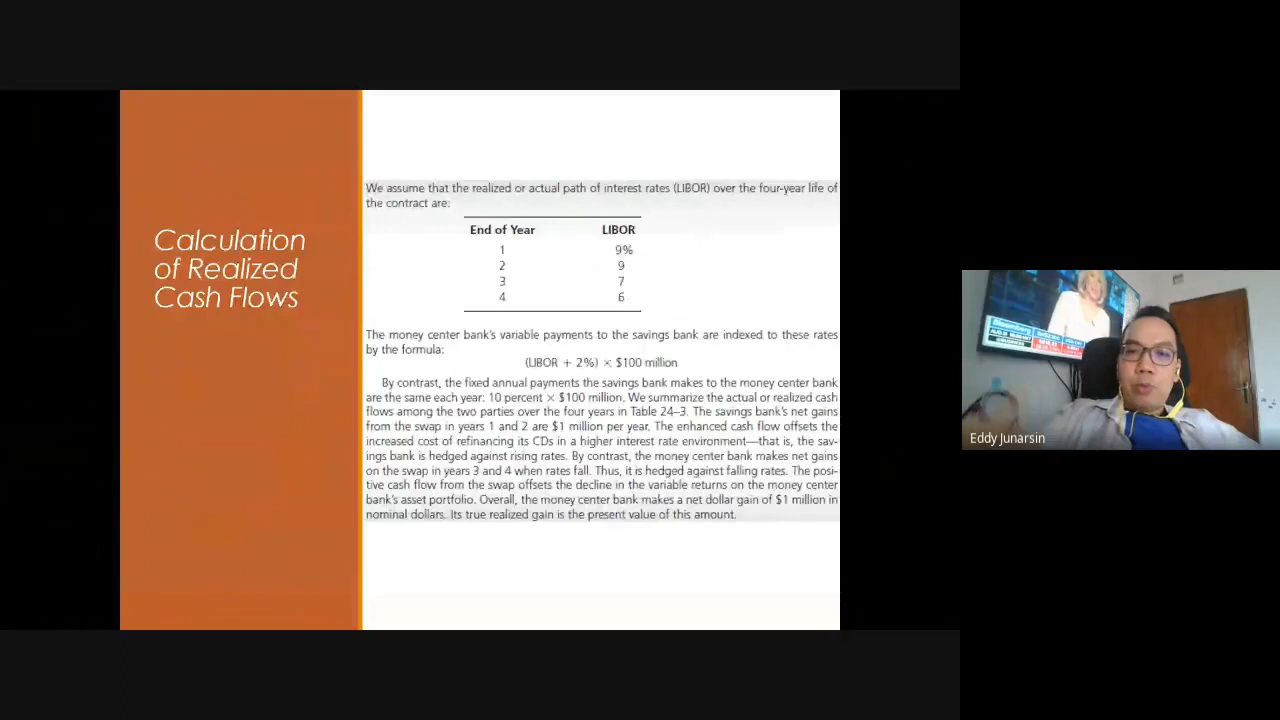 Calculation
of Realized
Cash Flows
We assume that the realized or actual path of interest rates (LIBOR) over the four-year life of
the contract are:
End of Year LIBOR
1 9%
2 9
3 7
4 6
The money center bank's variable payments to the savings bank are indexed to these rates
by the formula:
(LIBOR + 2%) × $100 million
By contrast, the fixed annual payments the savings bank makes to the money center bank
are the same each year: 10 percent × $100 million. We summarize the actual or realized cash
flows among the two parties over the four years in Table 24–3. The savings bank's net gains
from the swap in years 1 and 2 are $1 million per year. The enhanced cash flow offsets the
increased cost of refinancing its CDs in a higher interest rate environment—that is, the sav-
ings bank is hedged against rising rates. By contrast, the money center bank makes net gains
on the swap in years 3 and 4 when rates fall. Thus, it is hedged against falling rates. The posi-
tive cash flow from the swap offsets the decline in the variable returns on the money center
bank's asset portfolio. Overall, the money center bank makes a net dollar gain of $1 million in
nominal dollars. Its true realized gain is the present value of this amount.
Bloomberg
Eddy Junarsin